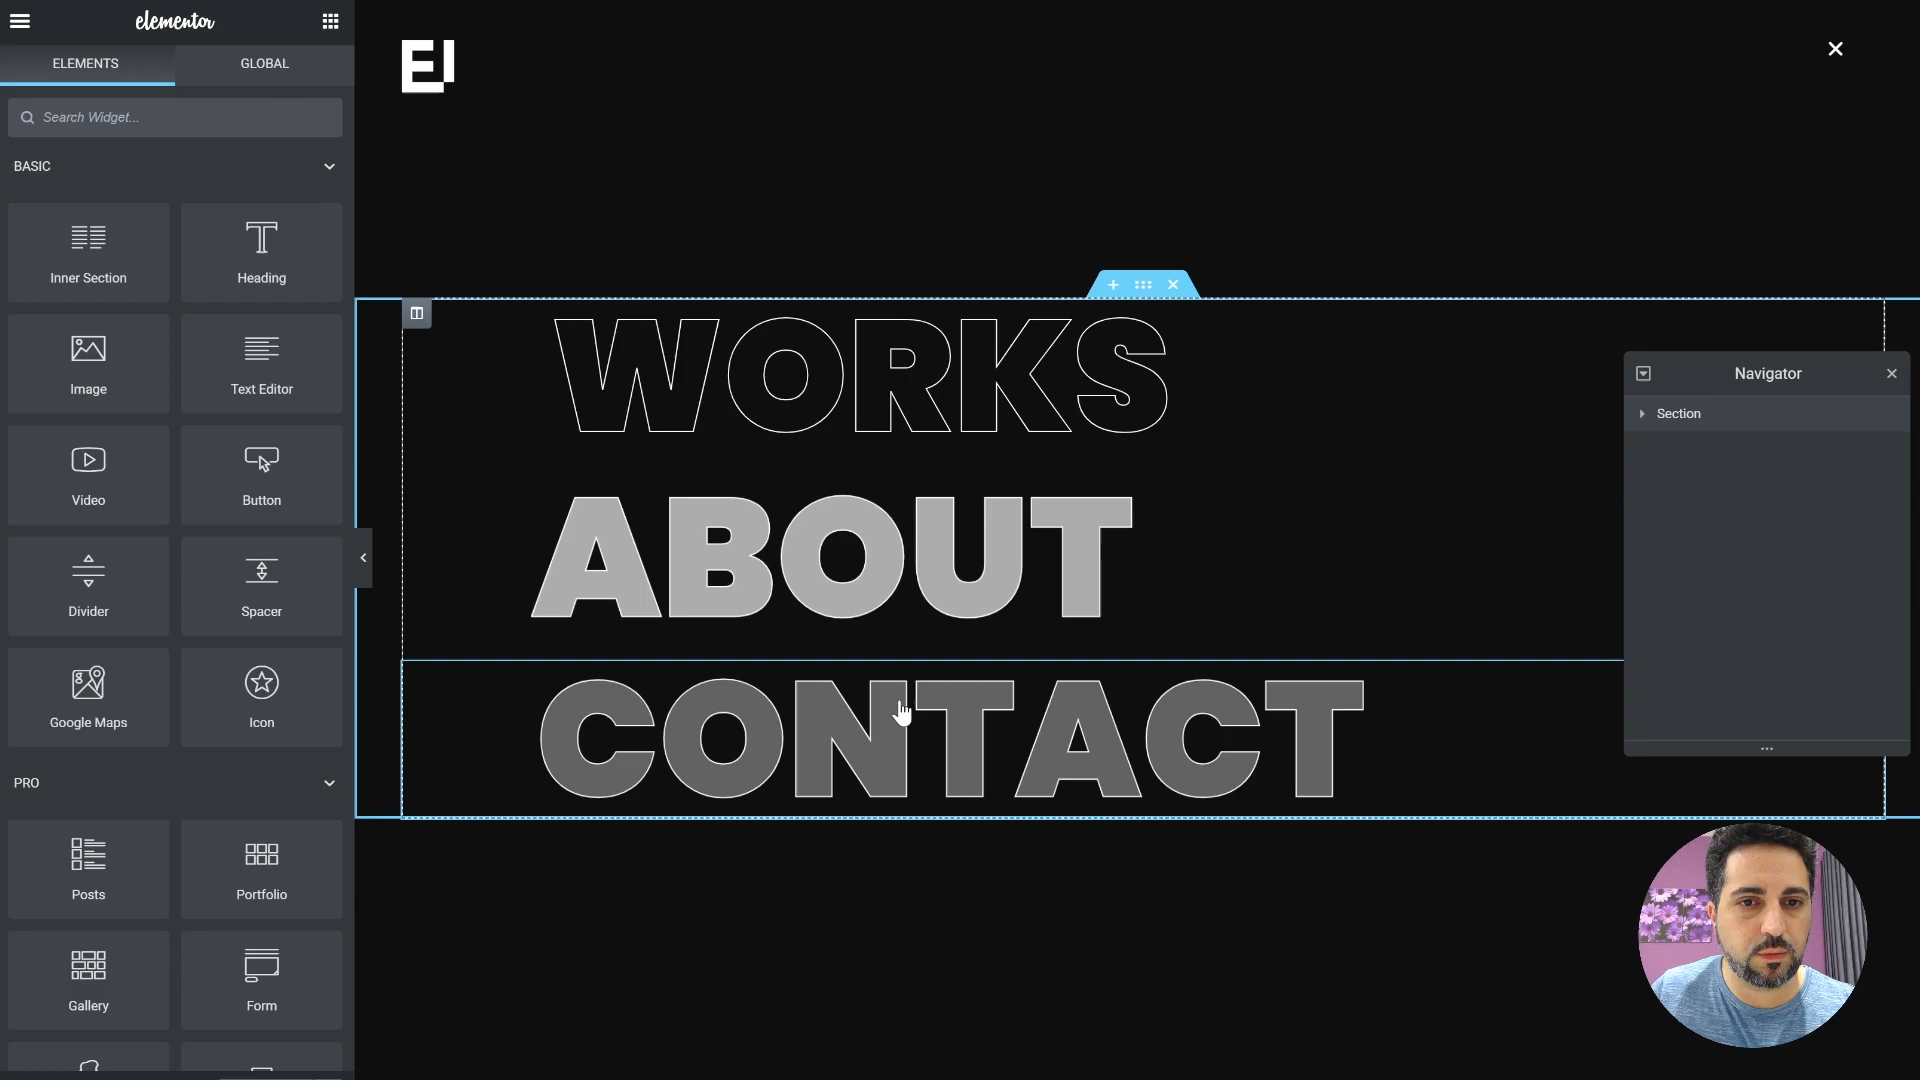 elementor
ELEMENTS
GLOBAL
Search Widget...
BASIC
Inner Section
Heading
Image
Text Editor
Video
Button
Divider
Spacer
Google Maps
Icon
PRO
Posts
Portfolio
Gallery
Form
EI
WORKS
ABOUT
CONTACT
Navigator
Section